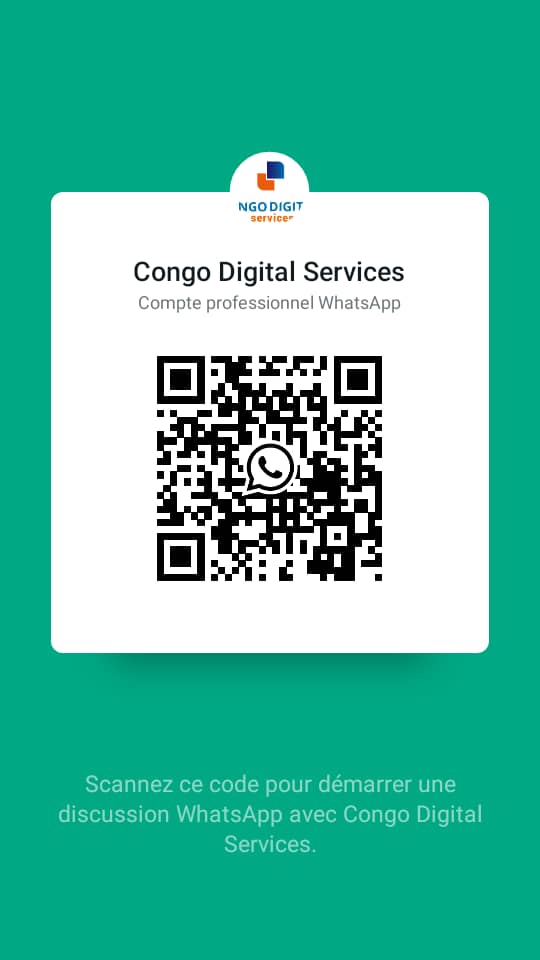 NGO DIGIT
services
Congo Digital Services
Compte professionnel WhatsApp
Scannez ce code pour démarrer une
discussion WhatsApp avec Congo Digital
Services.